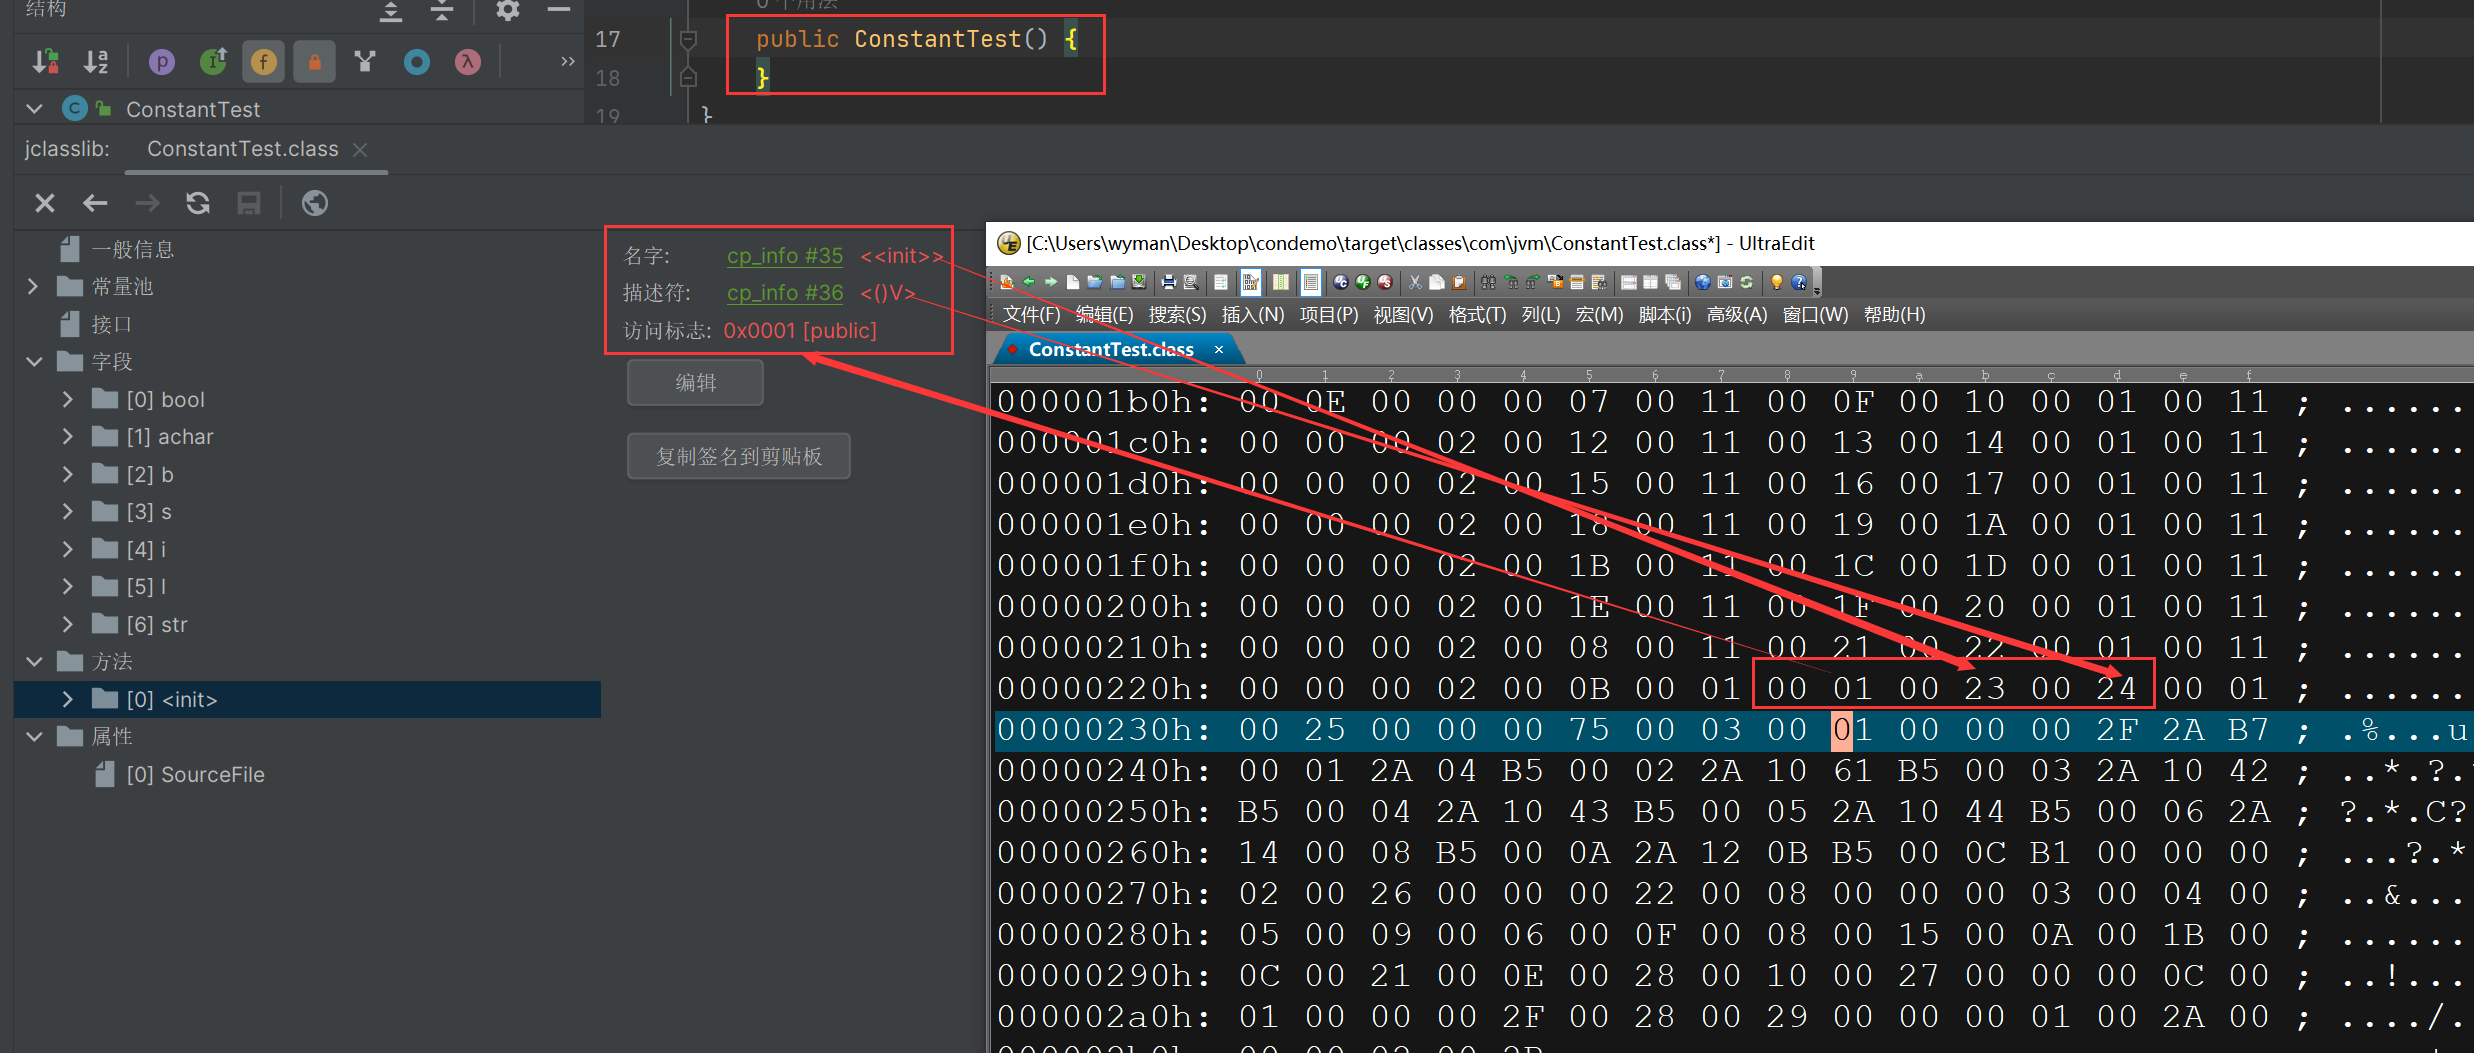 结构
17 public ConstantTest() {
18 }
19 }
ConstantTest
jclasslib: ConstantTest.class
一般信息
常量池
接口
字段
[0] bool
[1] achar
[2] b
[3] s
[4] i
[5] l
[6] str
方法
[0] <init>
属性
[0] SourceFile
名字: cp_info #35 <<init>>
描述符: cp_info #36 <()V>
访问标志: 0x0001 [public]
编辑
复制签名到剪贴板
[C:\Users\wyman\Desktop\condemo\target\classes\com\jvm\ConstantTest.class*] - UltraEdit
文件(F) 编辑(E) 搜索(S) 插入(N) 项目(P) 视图(V) 格式(T) 列(L) 宏(M) 脚本(i) 高级(A) 窗口(W) 帮助(H)
ConstantTest.class
0 1 2 3 4 5 6 7 8 9 a b c d e f
000001b0h: 00 0E 00 00 00 07 00 11 00 0F 00 10 00 01 00 11 ; ......
000001c0h: 00 00 00 02 00 12 00 11 00 13 00 14 00 01 00 11 ; ......
000001d0h: 00 00 00 02 00 15 00 11 00 16 00 17 00 01 00 11 ; ......
000001e0h: 00 00 00 02 00 18 00 11 00 19 00 1A 00 01 00 11 ; ......
000001f0h: 00 00 00 02 00 1B 00 11 00 1C 00 1D 00 01 00 11 ; ......
00000200h: 00 00 00 02 00 1E 00 11 00 1F 00 20 00 01 00 11 ; ......
00000210h: 00 00 00 02 00 08 00 11 00 21 00 22 00 01 00 11 ; ......
00000220h: 00 00 00 02 00 0B 00 01 00 01 00 23 00 24 00 01 ; ......
00000230h: 00 25 00 00 00 75 00 03 00 01 00 00 00 2F 2A B7 ; .%...u
00000240h: 00 01 2A 04 B5 00 02 2A 10 61 B5 00 03 2A 10 42 ; ..*.?.
00000250h: B5 00 04 2A 10 43 B5 00 05 2A 10 44 B5 00 06 2A ; ?.*.C?
00000260h: 14 00 08 B5 00 0A 2A 12 0B B5 00 0C B1 00 00 00 ; ...?.*
00000270h: 02 00 26 00 00 00 22 00 08 00 00 00 03 00 04 00 ; ..&...
00000280h: 05 00 09 00 06 00 0F 00 08 00 15 00 0A 00 1B 00 ; ......
00000290h: 0C 00 21 00 0E 00 28 00 10 00 27 00 00 00 0C 00 ; ..!...
000002a0h: 01 00 00 00 2F 00 28 00 29 00 00 00 01 00 2A 00 ; ..../.